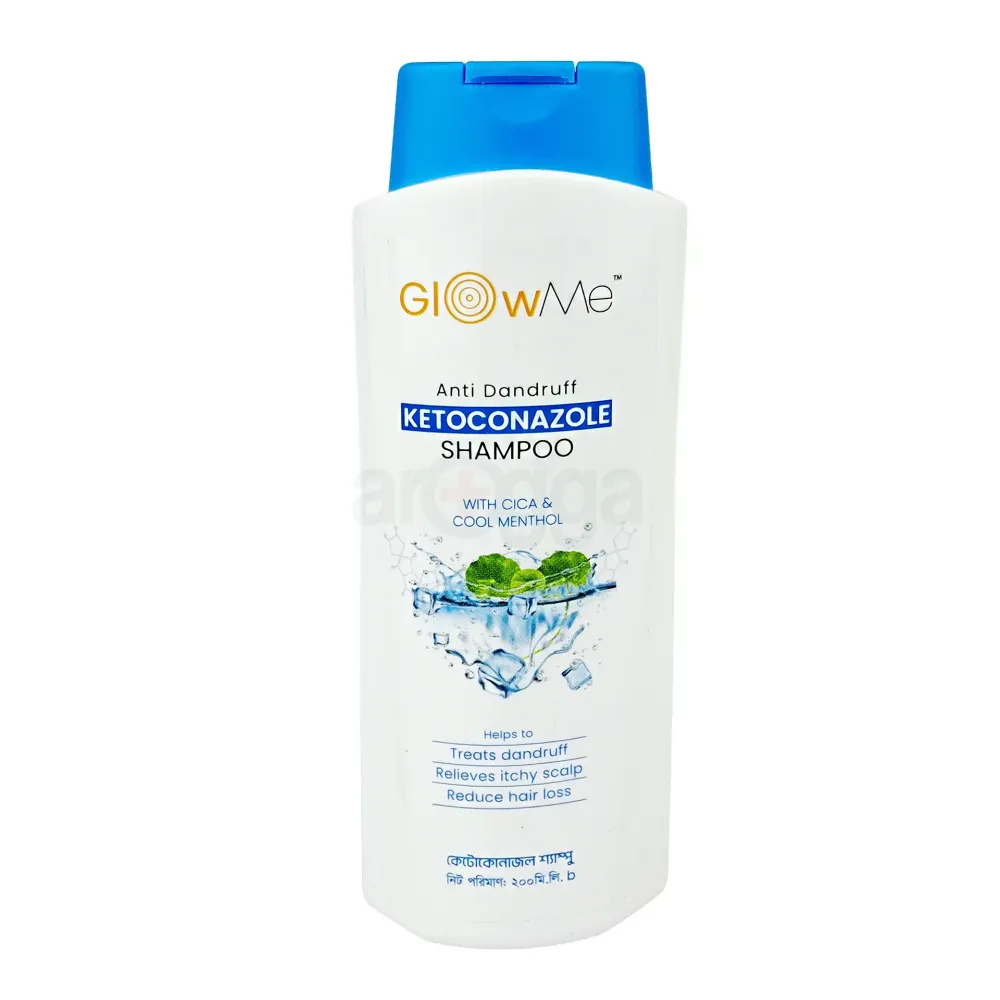 GlowMe™
Anti Dandruff
KETOCONAZOLE
SHAMPOO
arogga
WITH CICA &
COOL MENTHOL
Helps to
Treats dandruff
Relieves itchy scalp
Reduce hair loss
কেটোকোনাজল শ্যাম্পু
নিট পরিমাণ: ২০০মি.লি. b